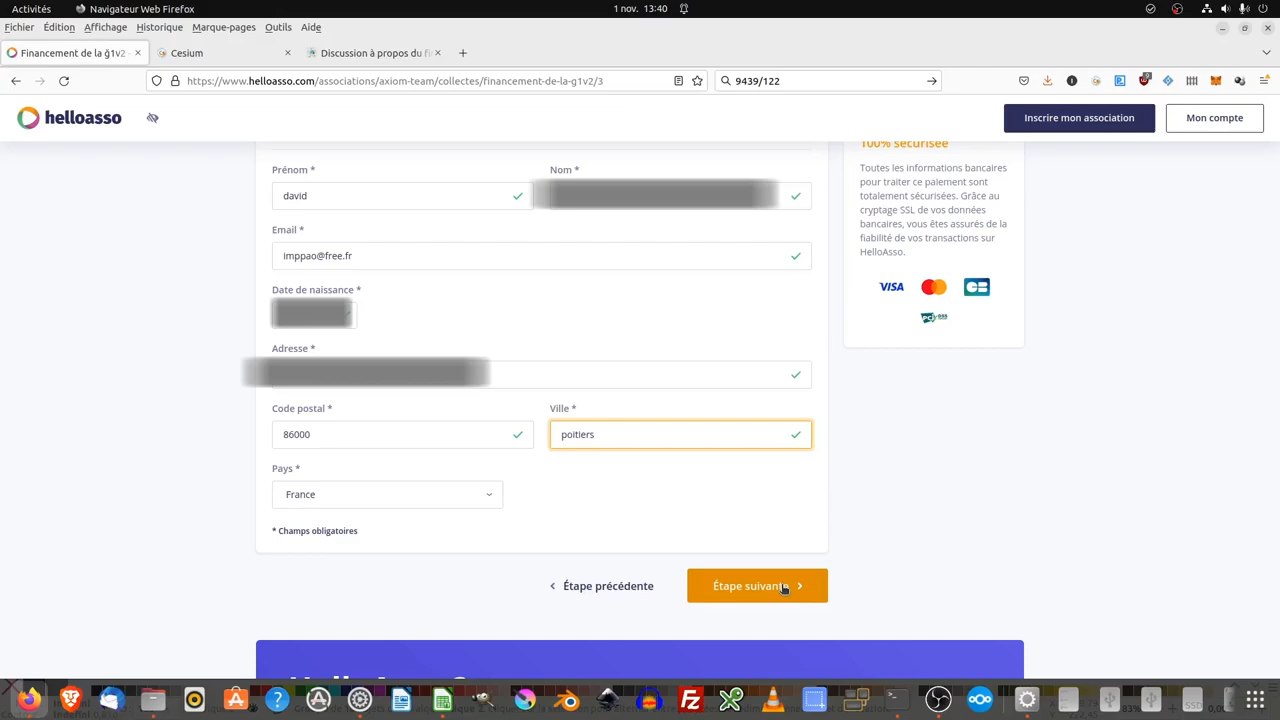 Activités
Navigateur Web Firefox
1 nov. 13:40
Fichier Édition Affichage Historique Marque-pages Outils Aide
Financement de la ğ1v2 -
Cesium
Discussion à propos du fi
https://www.helloasso.com/associations/axiom-team/collectes/financement-de-la-g1v2/3
9439/122
helloasso
Inscrire mon association
Mon compte
100% sécurisée
Toutes les informations bancaires
pour traiter ce paiement sont
totalement sécurisées. Grâce au
cryptage SSL de vos données
bancaires, vous êtes assurés de la
fiabilité de vos transactions sur
HelloAsso.
VISA
Prénom *
Nom *
david
Email *
imppao@free.fr
Date de naissance *
Adresse *
Code postal *
Ville *
86000
poitiers
Pays *
France
* Champs obligatoires
Étape précédente
Étape suivante